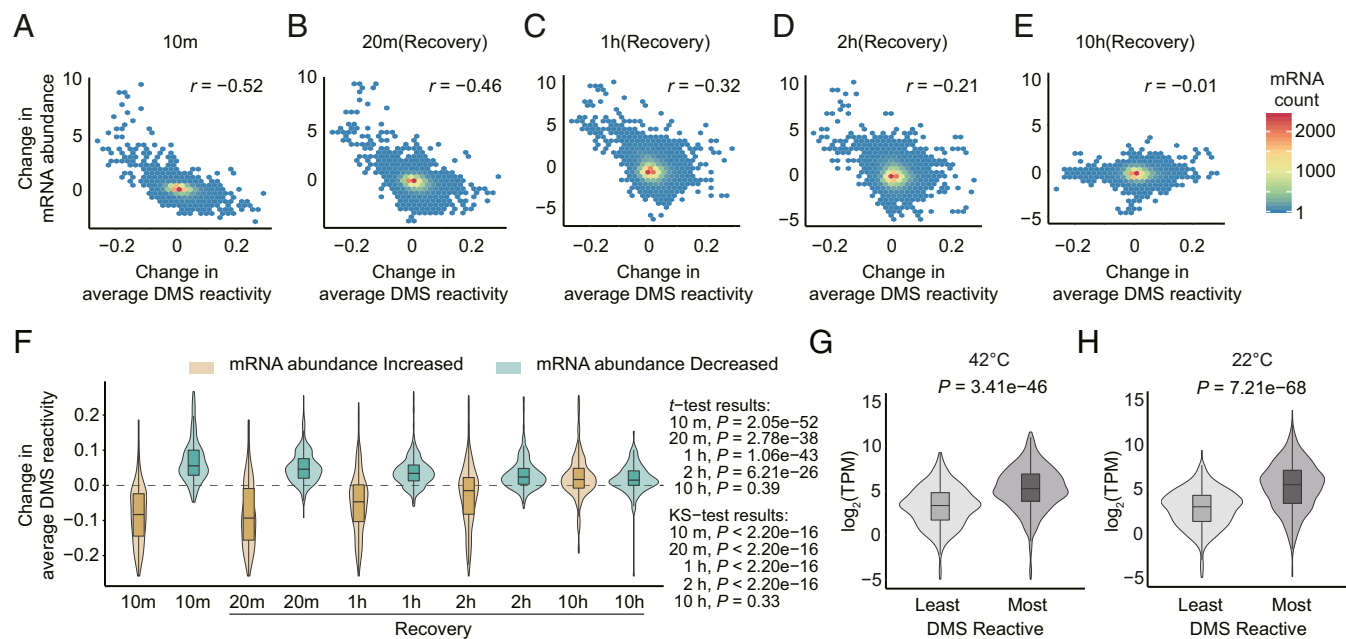 A
10m
r = −0.52
10
5
0
−0.2
0
0.2
Change in
mRNA abundance
Change in
average DMS reactivity
B
20m(Recovery)
r = −0.46
10
5
0
−0.2
0
0.2
Change in
average DMS reactivity
C
1h(Recovery)
r = −0.32
10
5
0
−5
−0.2
0
0.2
Change in
average DMS reactivity
D
2h(Recovery)
r = −0.21
10
5
0
−5
−0.2
0
0.2
Change in
average DMS reactivity
E
10h(Recovery)
r = −0.01
10
5
0
−5
−0.2
0
0.2
Change in
average DMS reactivity
mRNA
count
2000
1000
1
F
mRNA abundance Increased
mRNA abundance Decreased
Change in
average DMS reactivity
0.2
0.1
0.0
−0.1
−0.2
10m 10m 20m 20m 1h 1h 2h 2h 10h 10h
Recovery
t−test results:
10 m, P = 2.05e−52
20 m, P = 2.78e−38
1 h, P = 1.06e−43
2 h, P = 6.21e−26
10 h, P = 0.39
KS−test results:
10 m, P < 2.20e−16
20 m, P < 2.20e−16
1 h, P < 2.20e−16
2 h, P < 2.20e−16
10 h, P = 0.33
G
42°C
P = 3.41e−46
log2(TPM)
15
10
5
0
−5
Least Most
DMS Reactive
H
22°C
P = 7.21e−68
log2(TPM)
15
10
5
0
−5
Least Most
DMS Reactive